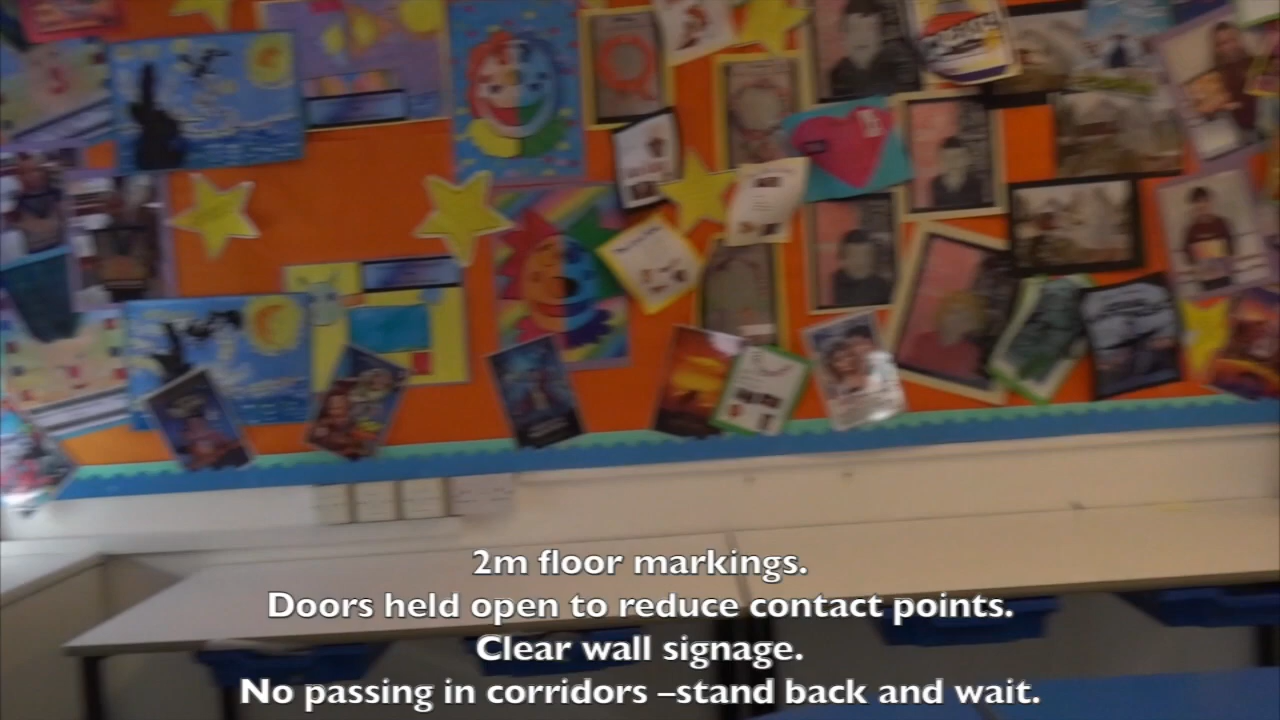 2m floor markings.
Doors held open to reduce contact points.
Clear wall signage.
No passing in corridors –stand back and wait.